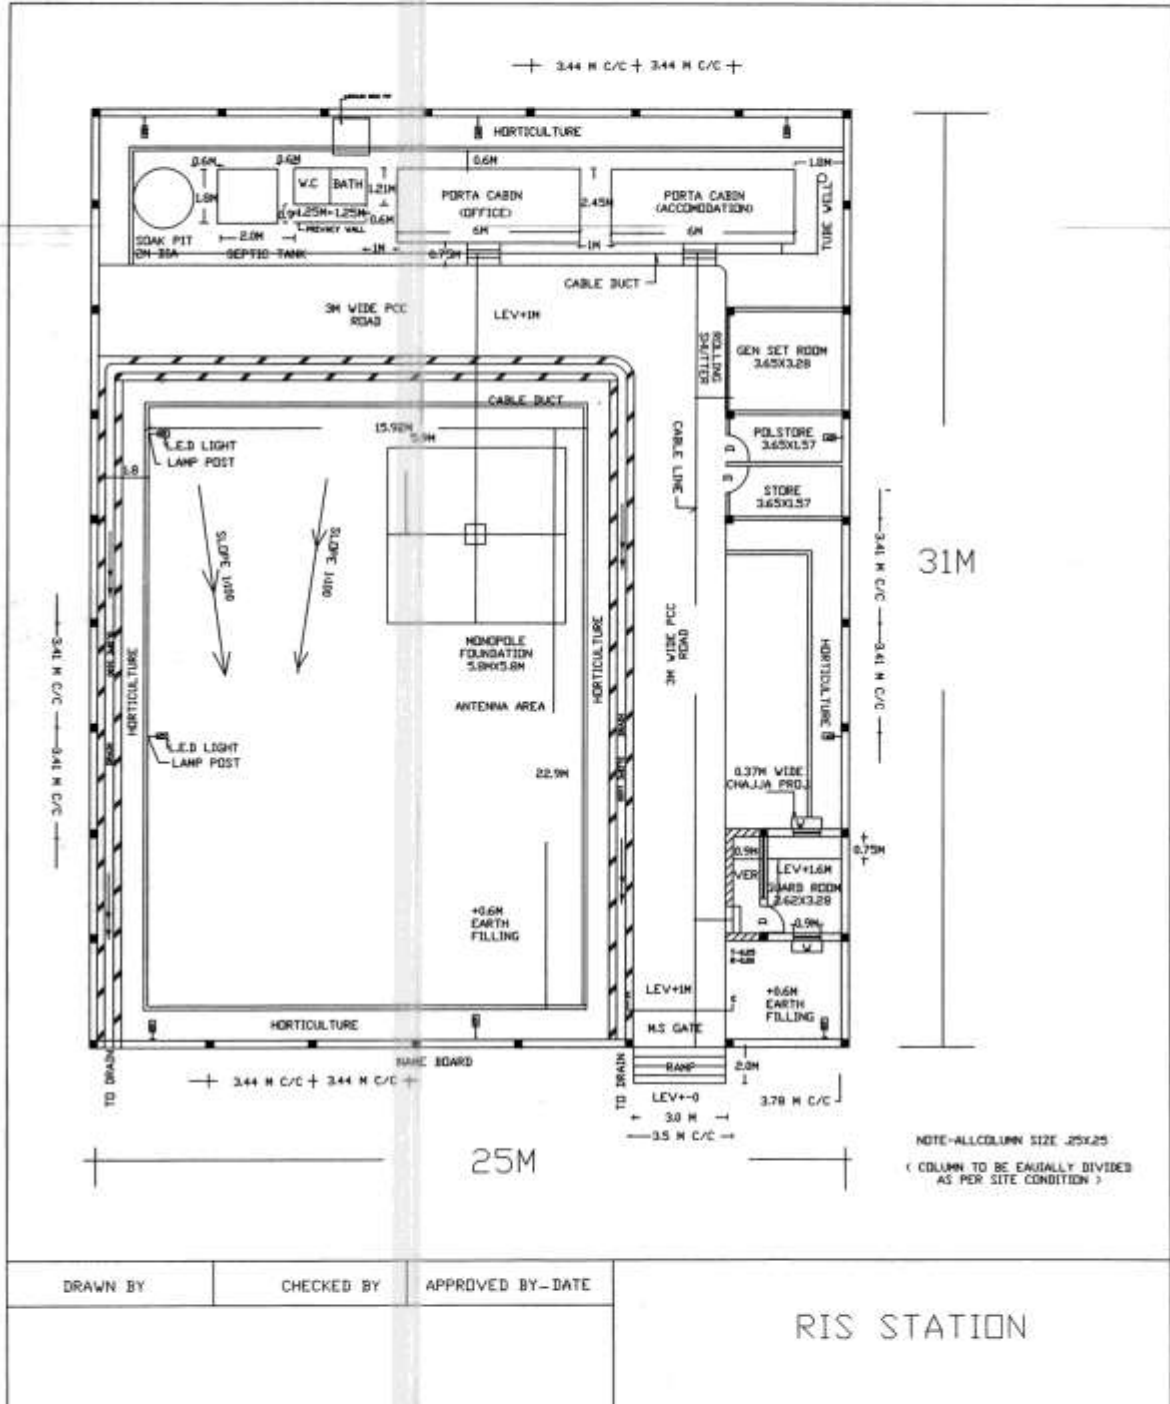 3.44 M C/C 3.44 M C/C
HORTICULTURE
0.6M 0.6M 0.6M 1.8M
W.C BATH
1.21M
1.8M
PORTA CABIN
(OFFICE)
6M
2.45M
PORTA CABIN
(ACCOMODATION)
6M
TUBE WELL
1.25M 1.25M
0.6M
PRIVACY WALL
2.0M
1M
1M
SOAK PIT
2M DIA
SEPTIC TANK
0.75M
CABLE DUCT
3M WIDE PCC
ROAD
LEV+1M
ROLLING
SHUTTER
GEN SET ROOM
3.65X3.28
CABLE DUCT
15.92M
5.9M
L.E.D LIGHT
LAMP POST
1.8
CABLE LINE
POLSTORE
3.65X1.57
STORE
3.65X1.57
SLOPE 1:100
SLOPE 1:100
3.41 M C/C 3.41 M C/C
31M
MONOPOLE
FOUNDATION
5.8MX5.8M
HORTICULTURE
HORTICULTURE
3M WIDE PCC
ROAD
HORTICULTURE
3.41 M C/C 3.41 M C/C
ANTENNA AREA
L.E.D LIGHT
LAMP POST
22.9M
DRAIN
DRAIN
0.37M WIDE
CHAJJA PROJ.
W
0.9M
0.75M
VER
LEV+1.6M
GUARD ROOM
2.62X3.28
D
0.9M
W
+0.6M
EARTH
FILLING
LEV+1M
+0.6M
EARTH
FILLING
HORTICULTURE
M.S GATE
TO DRAIN
NAME BOARD
TO DRAIN
RAMP
2.0M
3.44 M C/C 3.44 M C/C
LEV+-0
3.0 M
3.78 M C/C
3.5 M C/C
25M
NOTE-ALLCOLUMN SIZE .25X.25
( COLUMN TO BE EAUIALLY DIVIDED
AS PER SITE CONDITION )
DRAWN BY
CHECKED BY
APPROVED BY-DATE
RIS STATION